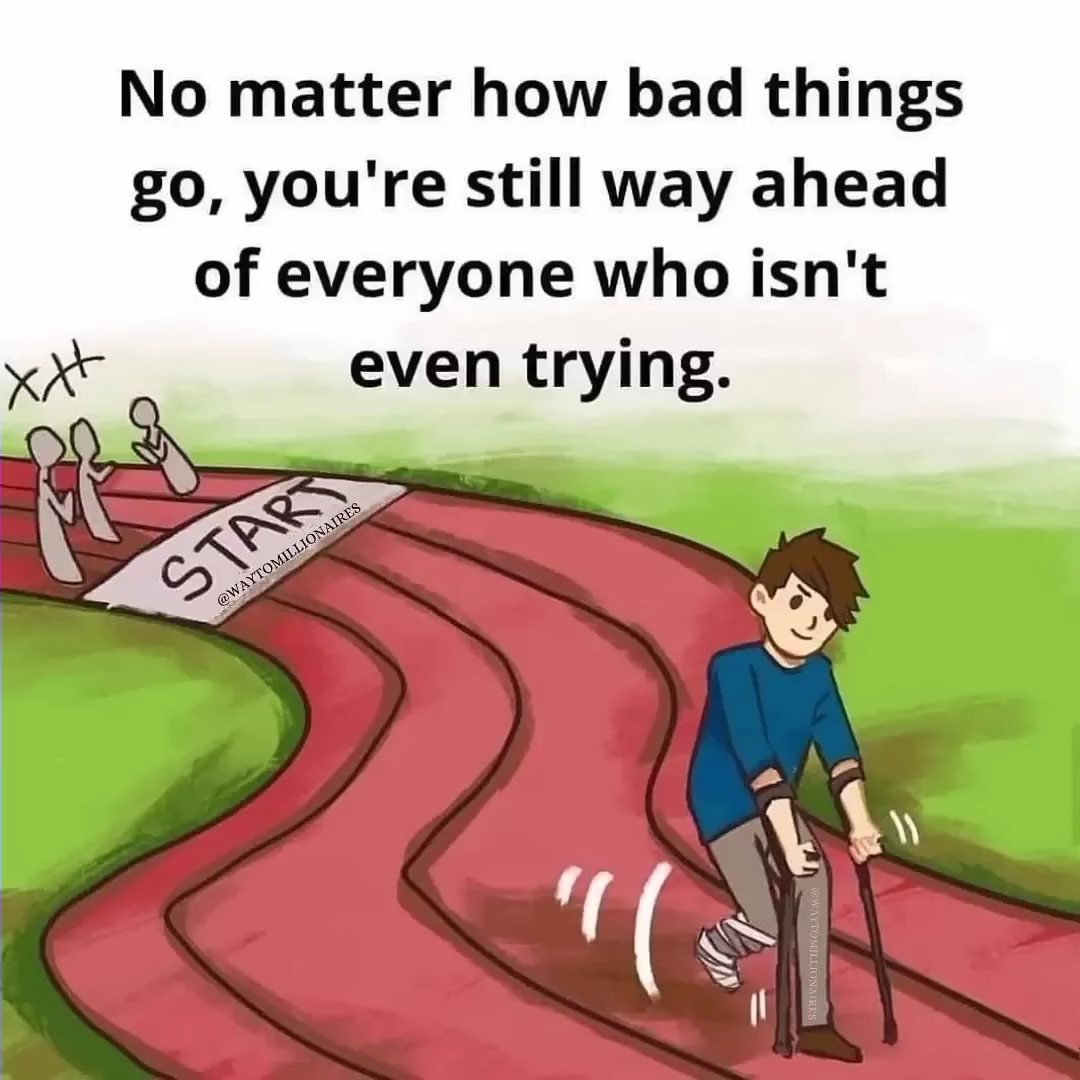 No matter how bad things
go, you're still way ahead
of everyone who isn't
even trying.
START
@WAYTOMILLIONAIRES
@WAYTOMILLIONAIRES